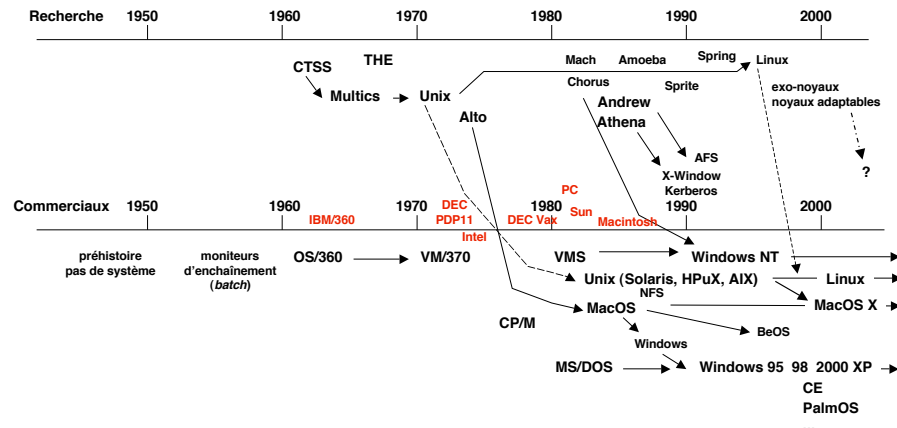 Recherche 1950 1960 1970 1980 1990 2000
CTSS THE Mach Amoeba Spring Linux
Multics Unix Chorus Sprite exo-noyaux
noyaux adaptables
Alto Andrew
Athena
AFS
X-Window
Kerberos
?
Commerciaux 1950 1960 1970 1980 1990 2000
IBM/360 DEC
PDP11 DEC Vax PC
Sun
Macintosh
Intel
préhistoire
pas de système
moniteurs
d'enchaînement
(batch)
OS/360 VM/370 VMS Windows NT
Unix (Solaris, HPuX, AIX) Linux
NFS
MacOS MacOS X
CP/M BeOS
Windows
MS/DOS Windows 95 98 2000 XP
CE
PalmOS
...